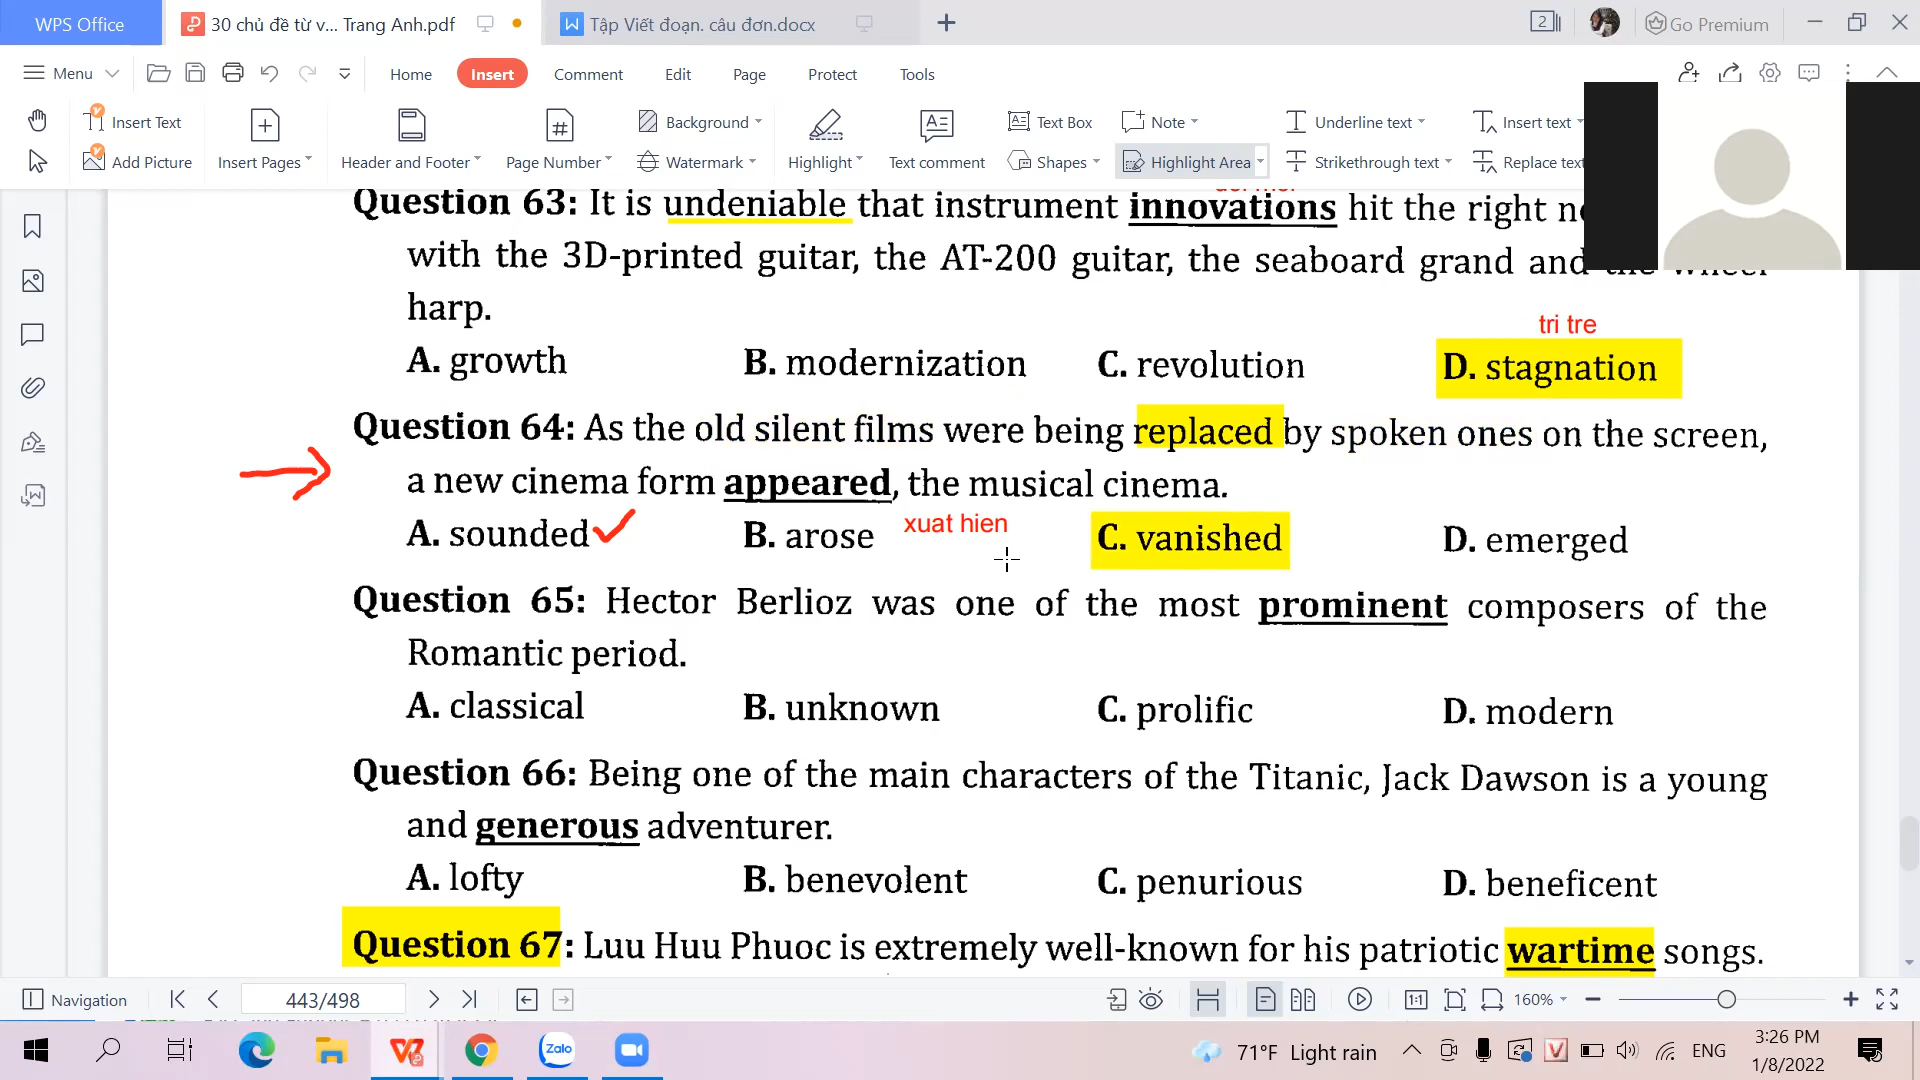 WPS Office
30 chủ đề từ v... Trang Anh.pdf
Tập Viết đoạn. câu đơn.docx
2
Go Premium
Menu
Home
Insert
Comment
Edit
Page
Protect
Tools
Insert Text
Add Picture
Insert Pages
Header and Footer
Page Number
Background
Watermark
Highlight
Text comment
Text Box
Shapes
Note
Highlight Area
Underline text
Strikethrough text
Insert text
Replace text
Question 63: It is undeniable that instrument innovations hit the right
with the 3D-printed guitar, the AT-200 guitar, the seaboard grand and the wheel
harp.
tri tre
A. growth B. modernization C. revolution D. stagnation
Question 64: As the old silent films were being replaced by spoken ones on the screen,
a new cinema form appeared, the musical cinema.
xuat hien
A. sounded B. arose C. vanished D. emerged
Question 65: Hector Berlioz was one of the most prominent composers of the
Romantic period.
A. classical B. unknown C. prolific D. modern
Question 66: Being one of the main characters of the Titanic, Jack Dawson is a young
and generous adventurer.
A. lofty B. benevolent C. penurious D. beneficent
Question 67: Luu Huu Phuoc is extremely well-known for his patriotic wartime songs.
Navigation
443/498
1:1
160%
Zalo
71°F Light rain
ENG
3:26 PM
1/8/2022